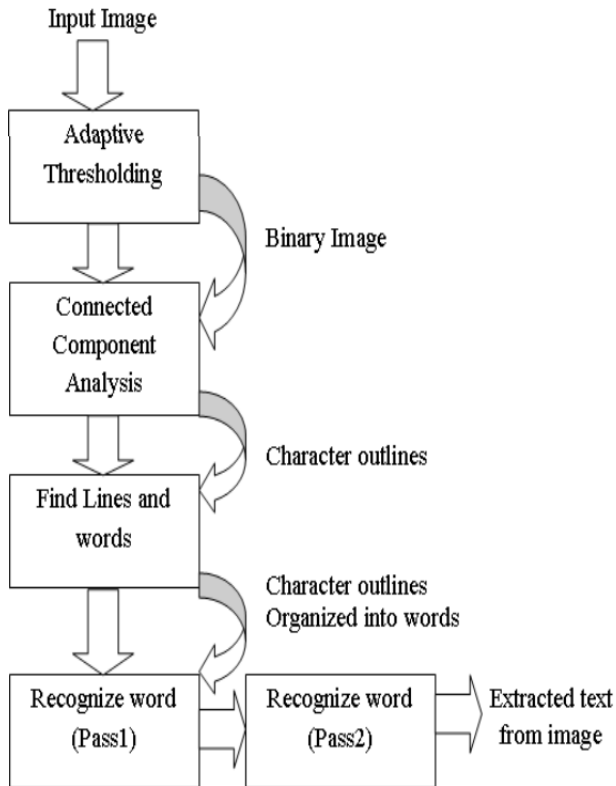 Input Image
Adaptive
Thresholding
Binary Image
Connected
Component
Analysis
Character outlines
Find Lines and
words
Character outlines
Organized into words
Recognize word
(Pass1)
Recognize word
(Pass2)
Extracted text
from image